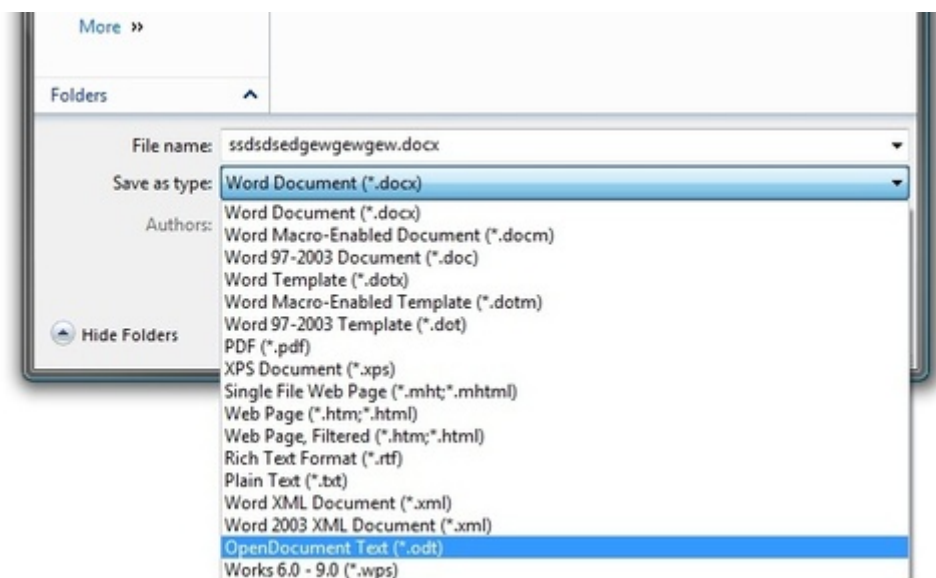 More »
Folders
File name: ssdsdsedgewgewgew.docx
Save as type: Word Document (*.docx)
Authors:
Word Document (*.docx)
Word Macro-Enabled Document (*.docm)
Word 97-2003 Document (*.doc)
Word Template (*.dotx)
Word Macro-Enabled Template (*.dotm)
Word 97-2003 Template (*.dot)
Hide Folders
PDF (*.pdf)
XPS Document (*.xps)
Single File Web Page (*.mht;*.mhtml)
Web Page (*.htm;*.html)
Web Page, Filtered (*.htm;*.html)
Rich Text Format (*.rtf)
Plain Text (*.txt)
Word XML Document (*.xml)
Word 2003 XML Document (*.xml)
OpenDocument Text (*.odt)
Works 6.0 - 9.0 (*.wps)